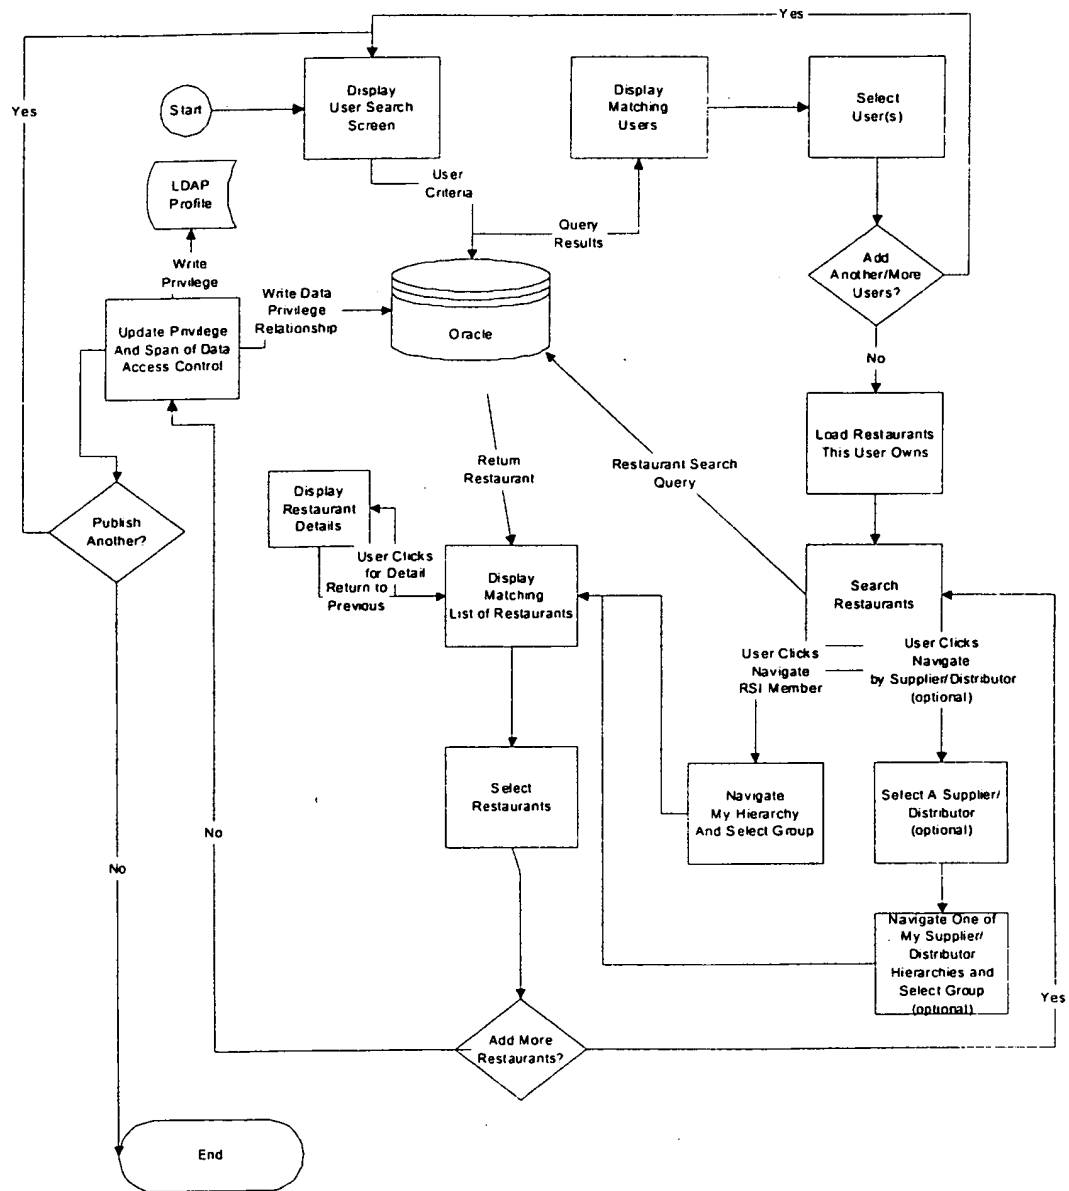 Yes
Yes
Start
Display
User Search
Screen
Display
Matching
Users
Select
User(s)
LDAP
Profile
User
Criteria
Query
Results
Add
Another/More
Users?
Write
Privilege
Write Data
Privilege
Relationship
Update Privilege
And Span of Data
Access Control
Oracle
No
Load Restaurants
This User Owns
Return
Restaurant
Restaurant Search
Query
Display
Restaurant
Details
Publish
Another?
User Clicks
for Detail
Return to
Previous
Display
Matching
List of Restaurants
Search
Restaurants
User Clicks
Navigate
RSI Member
User Clicks
Navigate
by Supplier/Distributor
(optional)
Select
Restaurants
Navigate
My Hierarchy
And Select Group
Select A Supplier/
Distributor
(optional)
No
No
Navigate One of
My Supplier/
Distributor
Hierarchies and
Select Group
(optional)
Yes
Add More
Restaurants?
End